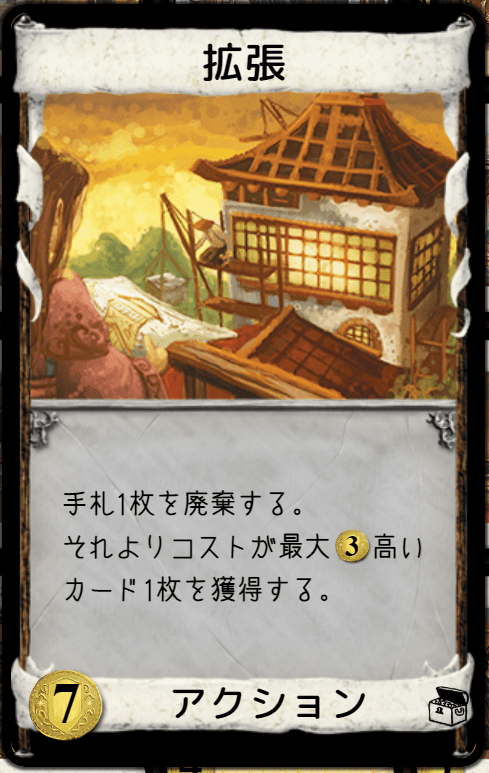 拡張
手札1枚を廃棄する。
それよりコストが最大3高い
カード1枚を獲得する。
7
アクション